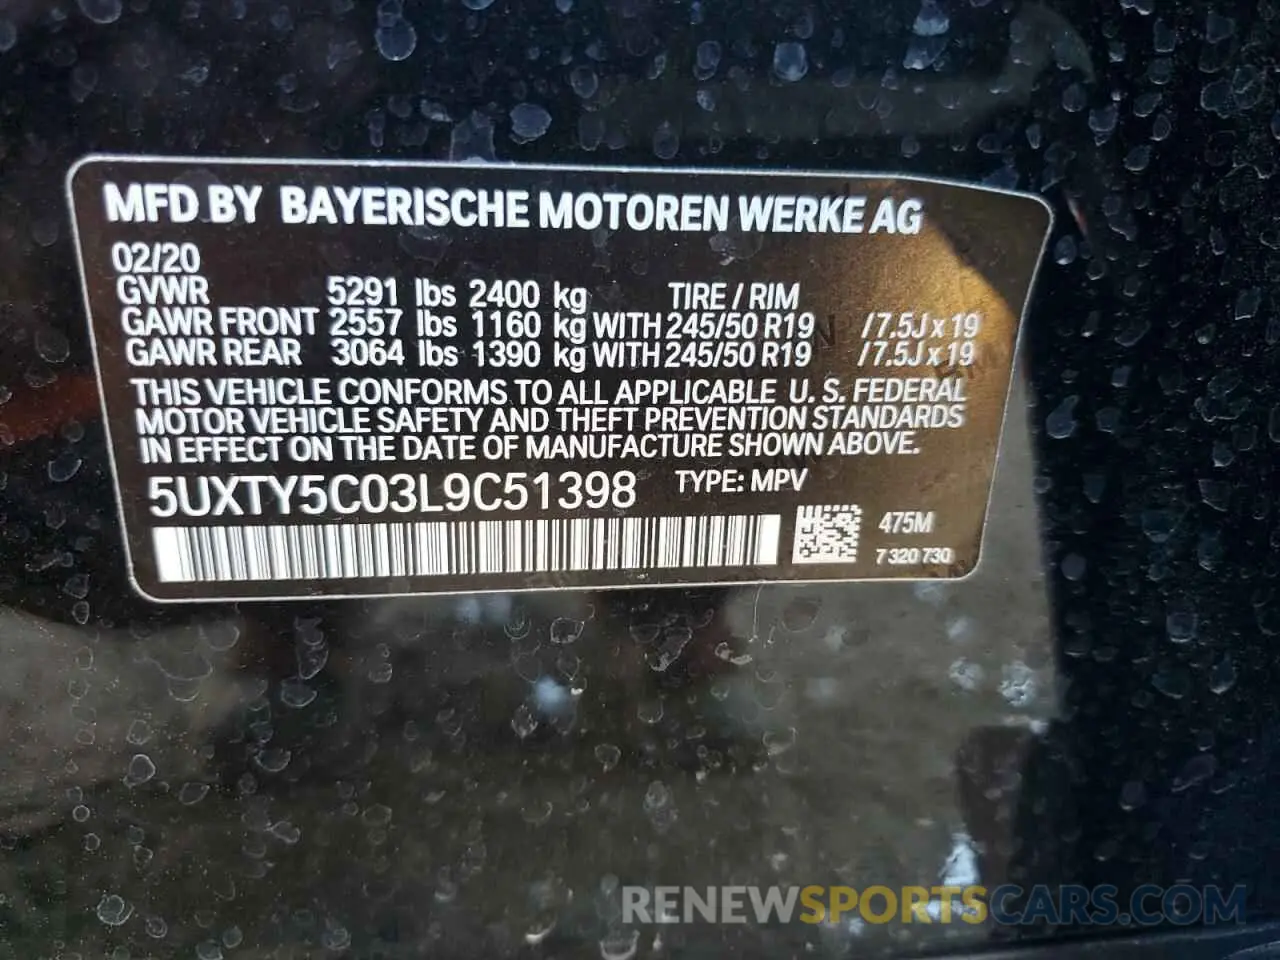 MFD BY BAYERISCHE MOTOREN WERKE AG
02/20
GVWR 5291 lbs 2400 kg TIRE / RIM
GAWR FRONT 2557 lbs 1160 kg WITH 245/50 R19 /7.5J x 19
GAWR REAR 3064 lbs 1390 kg WITH 245/50 R19 /7.5J x 19
THIS VEHICLE CONFORMS TO ALL APPLICABLE U. S. FEDERAL
MOTOR VEHICLE SAFETY AND THEFT PREVENTION STANDARDS
IN EFFECT ON THE DATE OF MANUFACTURE SHOWN ABOVE.
5UXTY5C03L9C51398 TYPE: MPV
475M
7 320 730
RENEWSPORTSCARS.COM